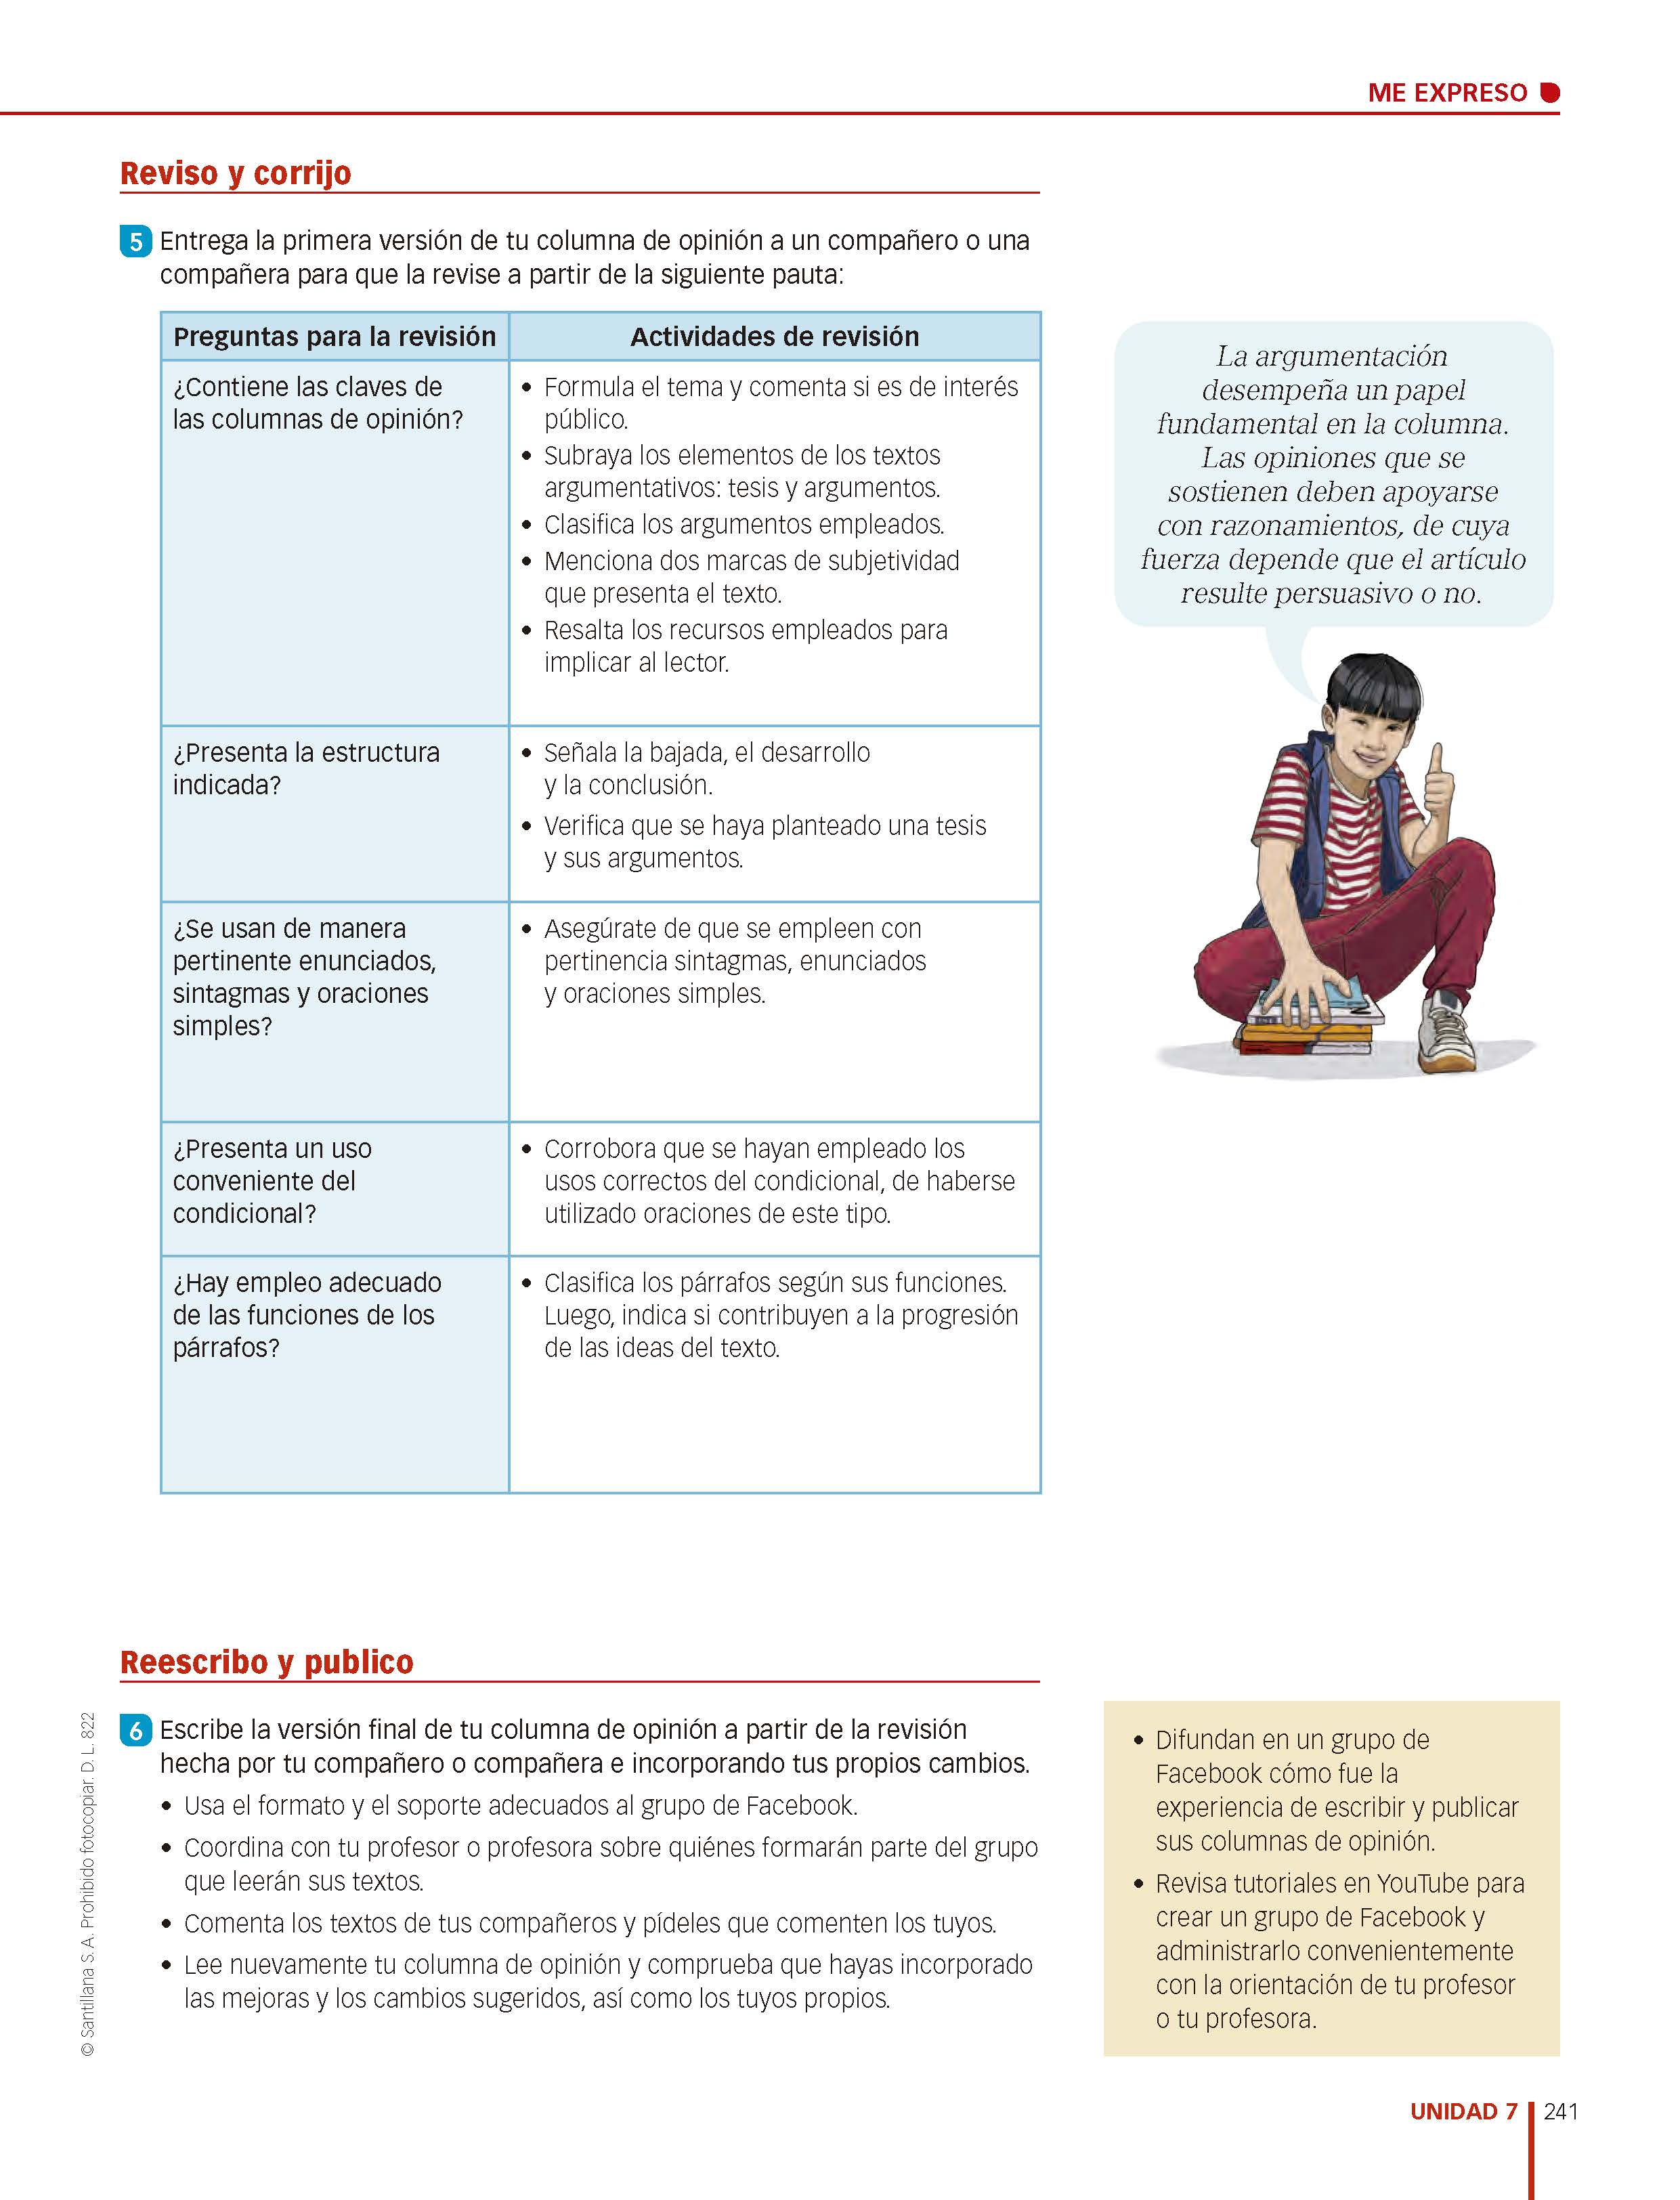 ME EXPRESO
Reviso y corrijo
5 Entrega la primera versión de tu columna de opinión a un compañero o una
compañera para que la revise a partir de la siguiente pauta:
Preguntas para la revisión
Actividades de revisión
¿Contiene las claves de
las columnas de opinión?
• Formula el tema y comenta si es de interés
público.
• Subraya los elementos de los textos
argumentativos: tesis y argumentos.
• Clasifica los argumentos empleados.
• Menciona dos marcas de subjetividad
que presenta el texto.
• Resalta los recursos empleados para
implicar al lector.
¿Presenta la estructura
indicada?
• Señala la bajada, el desarrollo
y la conclusión.
• Verifica que se haya planteado una tesis
y sus argumentos.
¿Se usan de manera
pertinente enunciados,
sintagmas y oraciones
simples?
• Asegúrate de que se empleen con
pertinencia sintagmas, enunciados
y oraciones simples.
¿Presenta un uso
conveniente del
condicional?
• Corrobora que se hayan empleado los
usos correctos del condicional, de haberse
utilizado oraciones de este tipo.
¿Hay empleo adecuado
de las funciones de los
párrafos?
• Clasifica los párrafos según sus funciones.
Luego, indica si contribuyen a la progresión
de las ideas del texto.
La argumentación
desempeña un papel
fundamental en la columna.
Las opiniones que se
sostienen deben apoyarse
con razonamientos, de cuya
fuerza depende que el artículo
resulte persuasivo o no.
Reescribo y publico
6 Escribe la versión final de tu columna de opinión a partir de la revisión
hecha por tu compañero o compañera e incorporando tus propios cambios.
• Usa el formato y el soporte adecuados al grupo de Facebook.
• Coordina con tu profesor o profesora sobre quiénes formarán parte del grupo
que leerán sus textos.
• Comenta los textos de tus compañeros y pídeles que comenten los tuyos.
• Lee nuevamente tu columna de opinión y comprueba que hayas incorporado
las mejoras y los cambios sugeridos, así como los tuyos propios.
• Difundan en un grupo de
Facebook cómo fue la
experiencia de escribir y publicar
sus columnas de opinión.
• Revisa tutoriales en YouTube para
crear un grupo de Facebook y
administrarlo convenientemente
con la orientación de tu profesor
o tu profesora.
© Santillana S. A. Prohibido fotocopiar. D. L. 822
UNIDAD 7 241